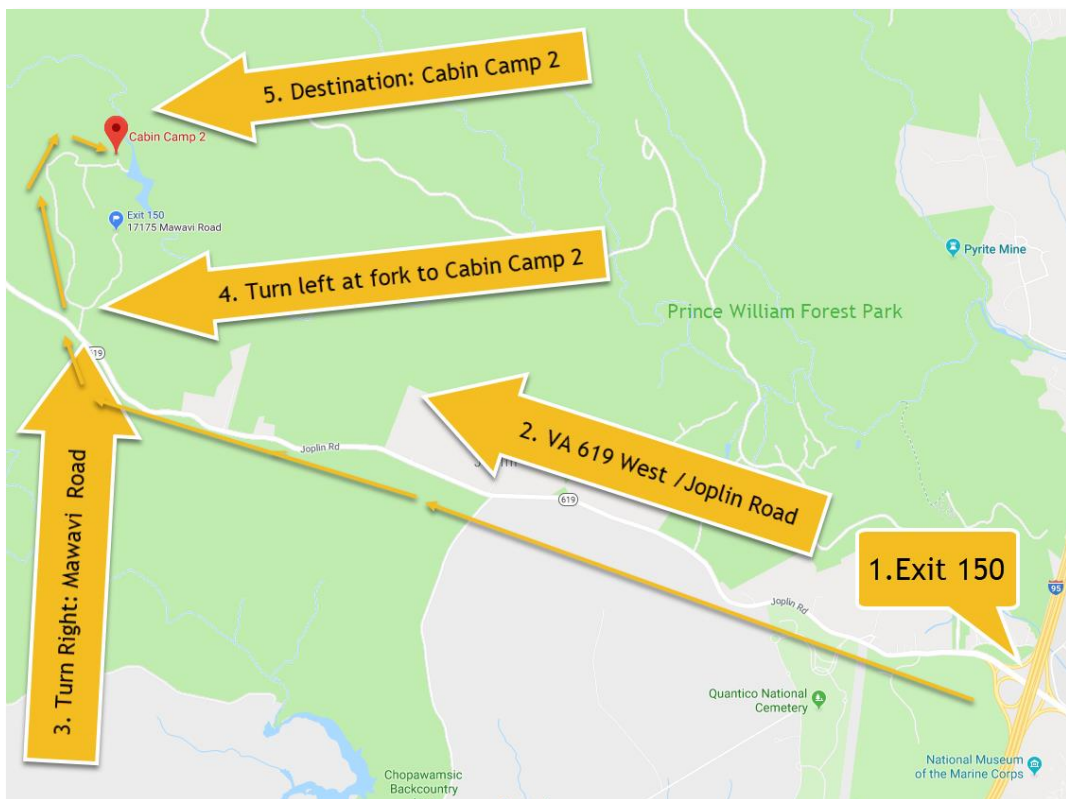 5. Destination: Cabin Camp 2
Cabin Camp 2
Exit 150
17175 Mawavi Road
4. Turn left at fork to Cabin Camp 2
Pyrite Mine
Prince William Forest Park
619
3. Turn Right: Mawavi Road
2. VA 619 West /Joplin Road
Joplin Rd
619
1.Exit 150
95
Joplin Rd
Quantico National
Cemetery
National Museum
of the Marine Corps
Chopawamsic
Backcountry